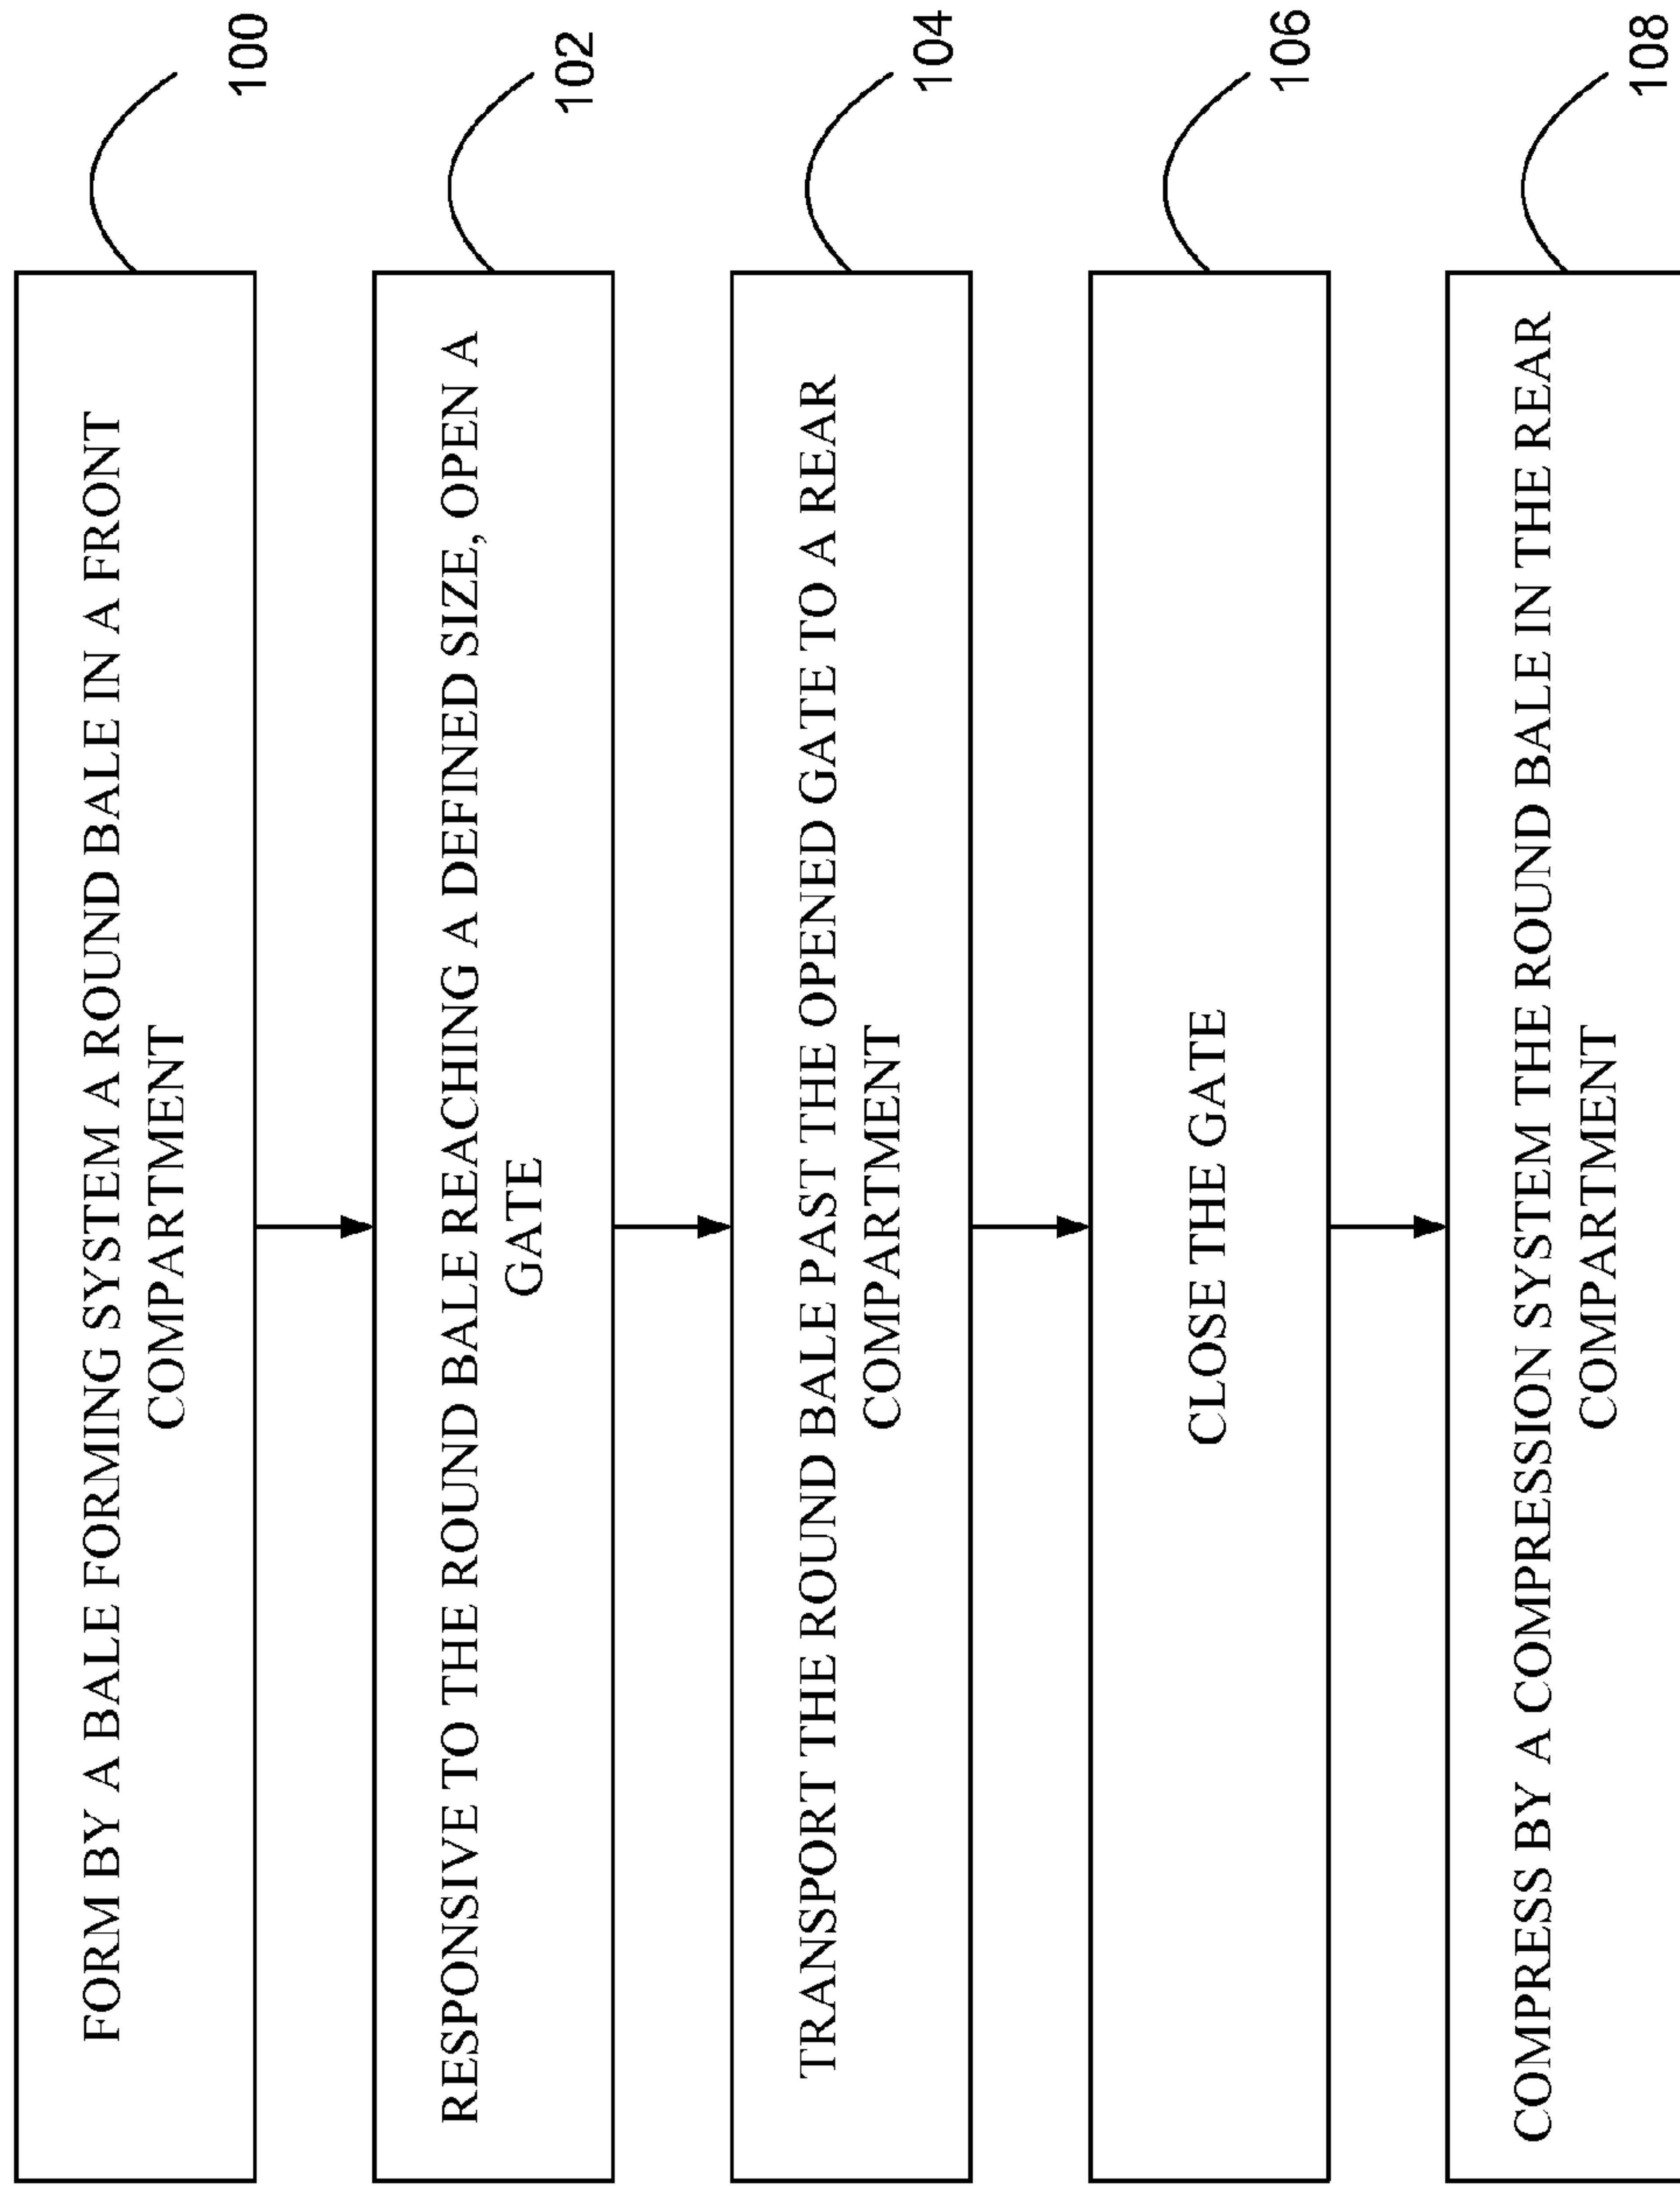 FORM BY A BALE FORMING SYSTEM A ROUND BALE IN A FRONT
COMPARTMENT
100
RESPONSIVE TO THE ROUND BALE REACHING A DEFINED SIZE, OPEN A
GATE
102
TRANSPORT THE ROUND BALE PAST THE OPENED GATE TO A REAR
COMPARTMENT
104
CLOSE THE GATE
106
COMPRESS BY A COMPRESSION SYSTEM THE ROUND BALE IN THE REAR
COMPARTMENT
108